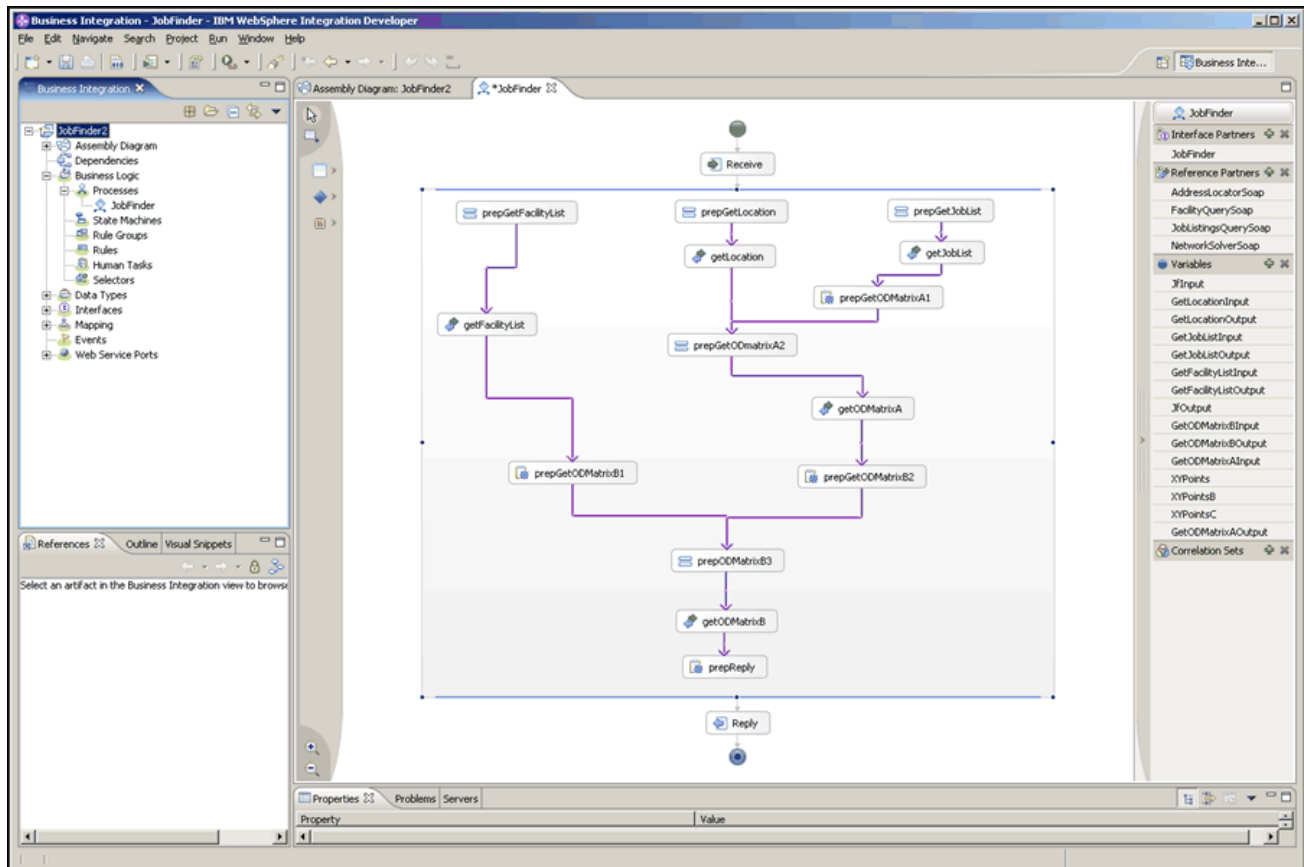 Business Integration - JobFinder - IBM WebSphere Integration Developer
File Edit Navigate Search Project Run Window Help
Business Inte...
Business Integration
JobFinder2
Assembly Diagram
Dependencies
Business Logic
Processes
JobFinder
State Machines
Rule Groups
Rules
Human Tasks
Selectors
Data Types
Interfaces
Mapping
Events
Web Service Ports
References Outline Visual Snippets
Select an artifact in the Business Integration view to browse
Assembly Diagram: JobFinder2 *JobFinder
Receive
prepGetFacilityList prepGetLocation prepGetJobList
getLocation getJobList
prepGetODMatrixA1
getFacilityList
prepGetODmatrixA2
getODMatrixA
prepGetODMatrixB1 prepGetODMatrixB2
prepODMatrixB3
getODMatrixB
prepReply
Reply
JobFinder
Interface Partners
JobFinder
Reference Partners
AddressLocatorSoap
FacilityQuerySoap
JobListingsQuerySoap
NetworkSolverSoap
Variables
JfInput
GetLocationInput
GetLocationOutput
GetJobListInput
GetJobListOutput
GetFacilityListInput
GetFacilityListOutput
JfOutput
GetODMatrixBInput
GetODMatrixBOutput
GetODMatrixAInput
XYPoints
XYPointsB
XYPointsC
GetODMatrixAOutput
Correlation Sets
Properties Problems Servers
Property Value